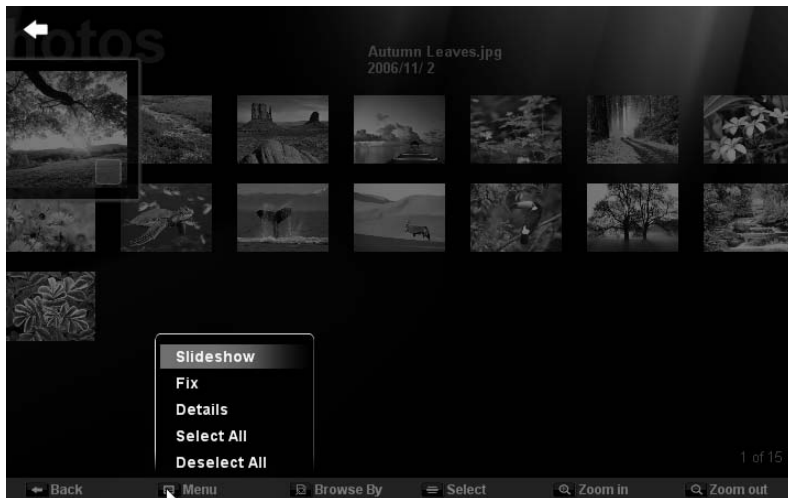 hotos
Autumn Leaves.jpg
2006/11/ 2
Slideshow
Fix
Details
Select All
Deselect All
1 of 15
Back Menu Browse By Select Zoom in Zoom out